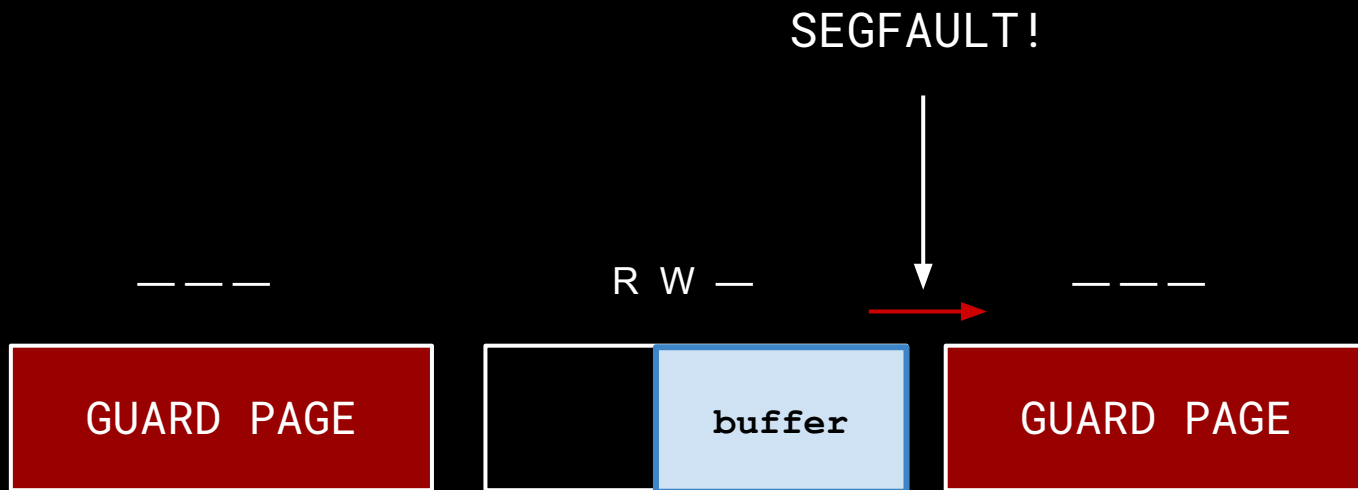 SEGFAULT!
— — —
R W —
— — —
GUARD PAGE
buffer
GUARD PAGE